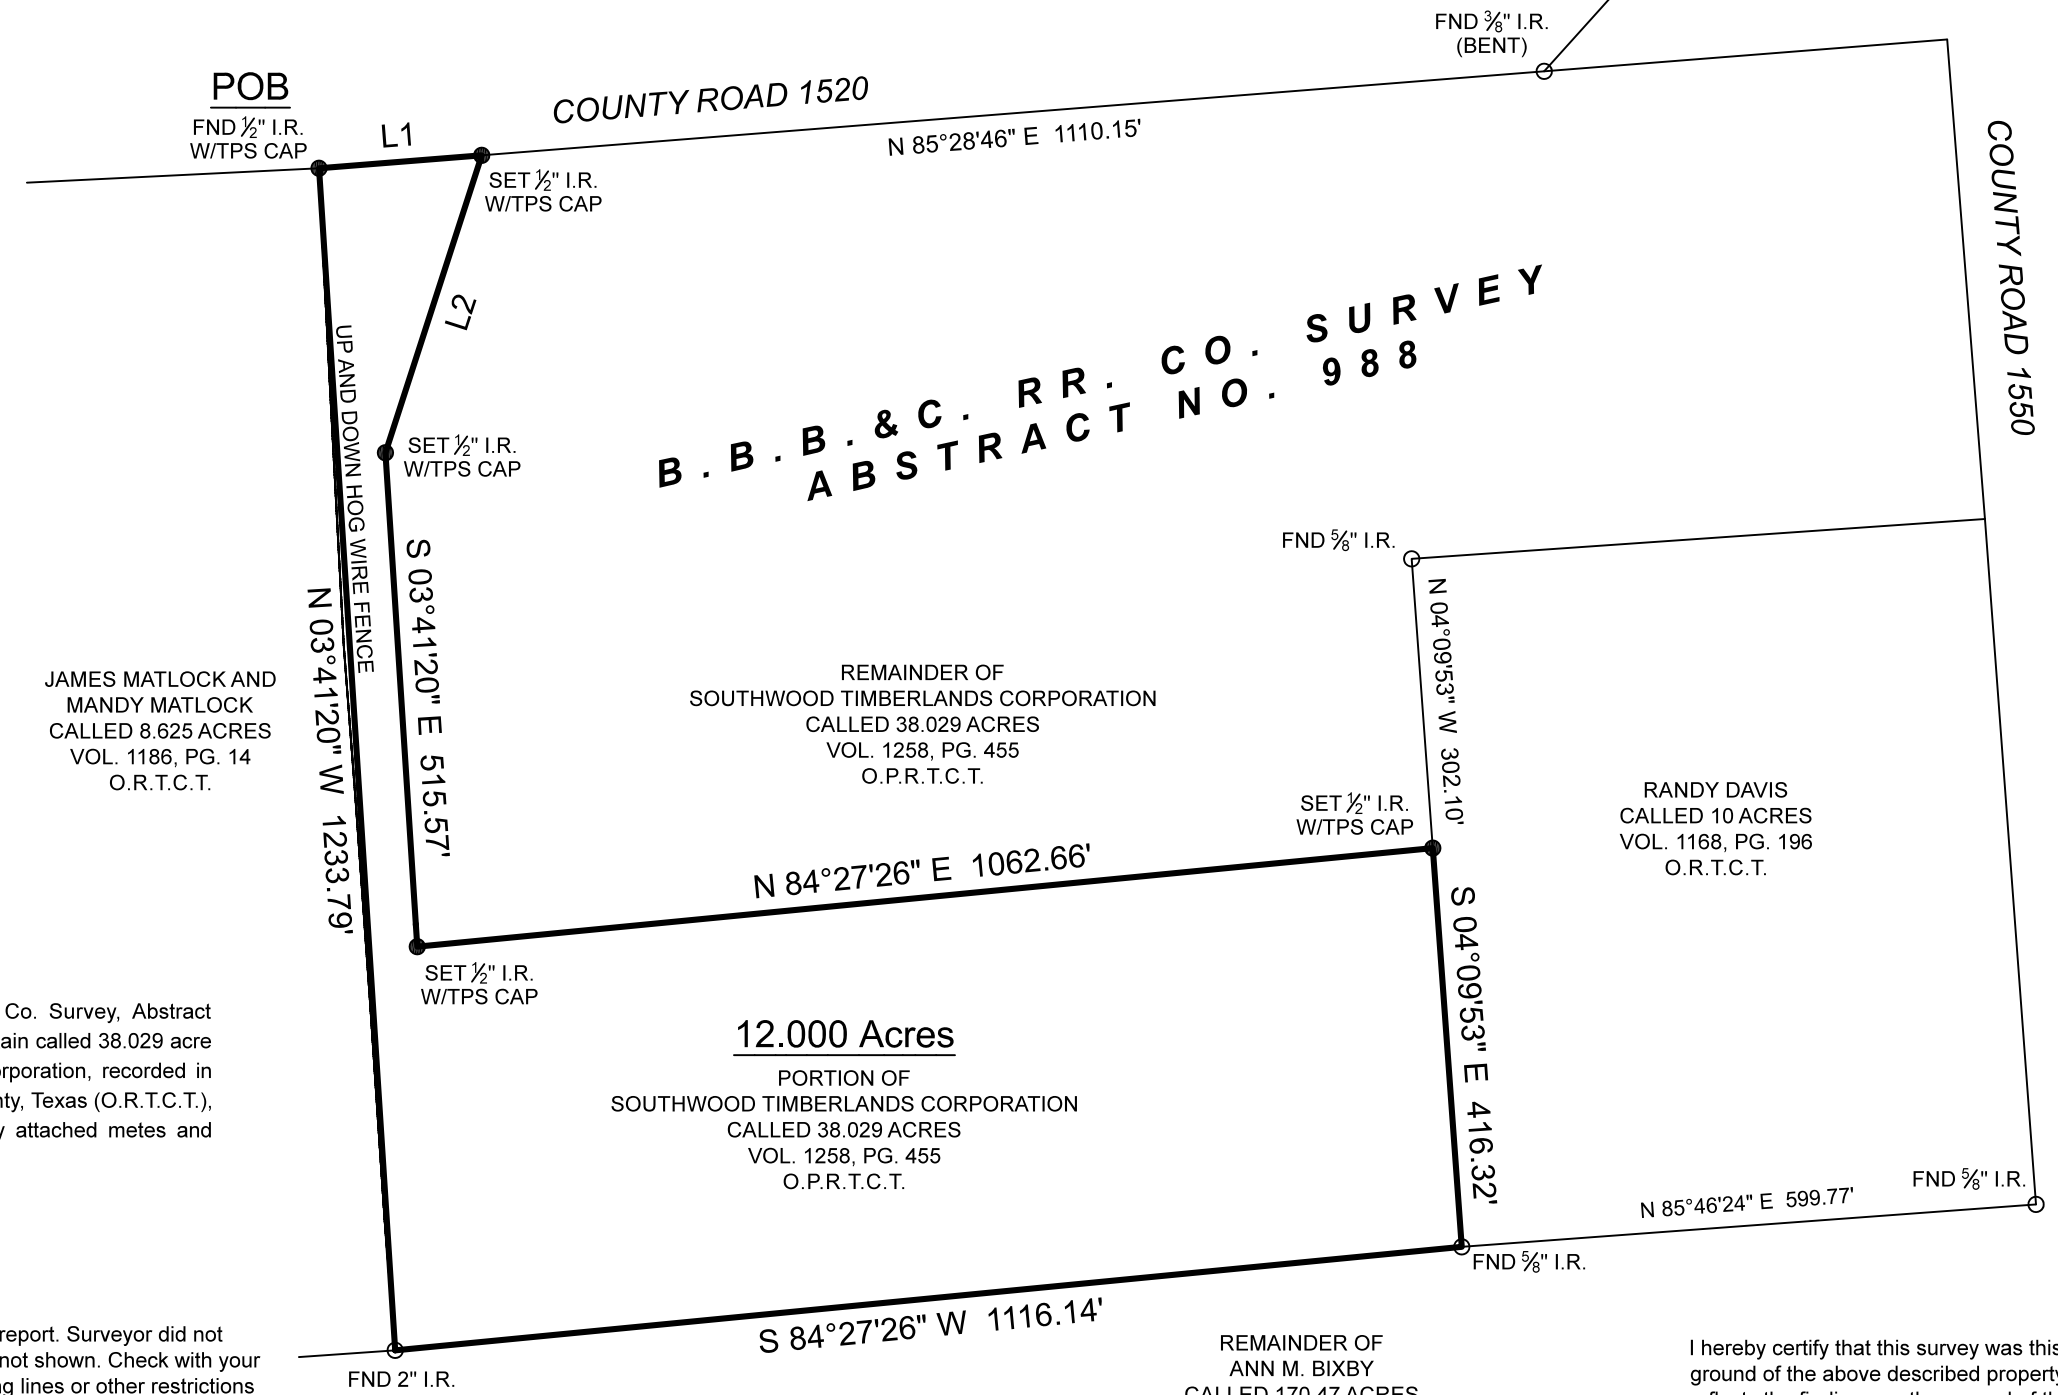 FND ⅜" I.R.
(BENT)
POB
FND ½" I.R.
W/TPS CAP
L1
COUNTY ROAD 1520
N 85°28'46" E 1110.15'
SET ½" I.R.
W/TPS CAP
COUNTY ROAD 1550
L2
UP AND DOWN HOG WIRE FENCE
B.B.B.&C. RR. CO. SURVEY
ABSTRACT NO. 988
SET ½" I.R.
W/TPS CAP
FND ⅝" I.R.
S 03°41'20" E 515.57'
N 03°41'20" W 1233.79'
N 04°09'53" W 302.10'
JAMES MATLOCK AND
MANDY MATLOCK
CALLED 8.625 ACRES
VOL. 1186, PG. 14
O.R.T.C.T.
REMAINDER OF
SOUTHWOOD TIMBERLANDS CORPORATION
CALLED 38.029 ACRES
VOL. 1258, PG. 455
O.P.R.T.C.T.
SET ½" I.R.
W/TPS CAP
RANDY DAVIS
CALLED 10 ACRES
VOL. 1168, PG. 196
O.R.T.C.T.
N 84°27'26" E 1062.66'
S 04°09'53" E 416.32'
SET ½" I.R.
W/TPS CAP
Co. Survey, Abstract
ain called 38.029 acre
rporation, recorded in
nty, Texas (O.R.T.C.T.),
y attached metes and
12.000 Acres
PORTION OF
SOUTHWOOD TIMBERLANDS CORPORATION
CALLED 38.029 ACRES
VOL. 1258, PG. 455
O.P.R.T.C.T.
N 85°46'24" E 599.77'
FND ⅝" I.R.
FND ⅝" I.R.
S 84°27'26" W 1116.14'
FND 2" I.R.
report. Surveyor did not
not shown. Check with your
ng lines or other restrictions
REMAINDER OF
ANN M. BIXBY
CALLED 170.47 ACRES
I hereby certify that this survey was this
ground of the above described property